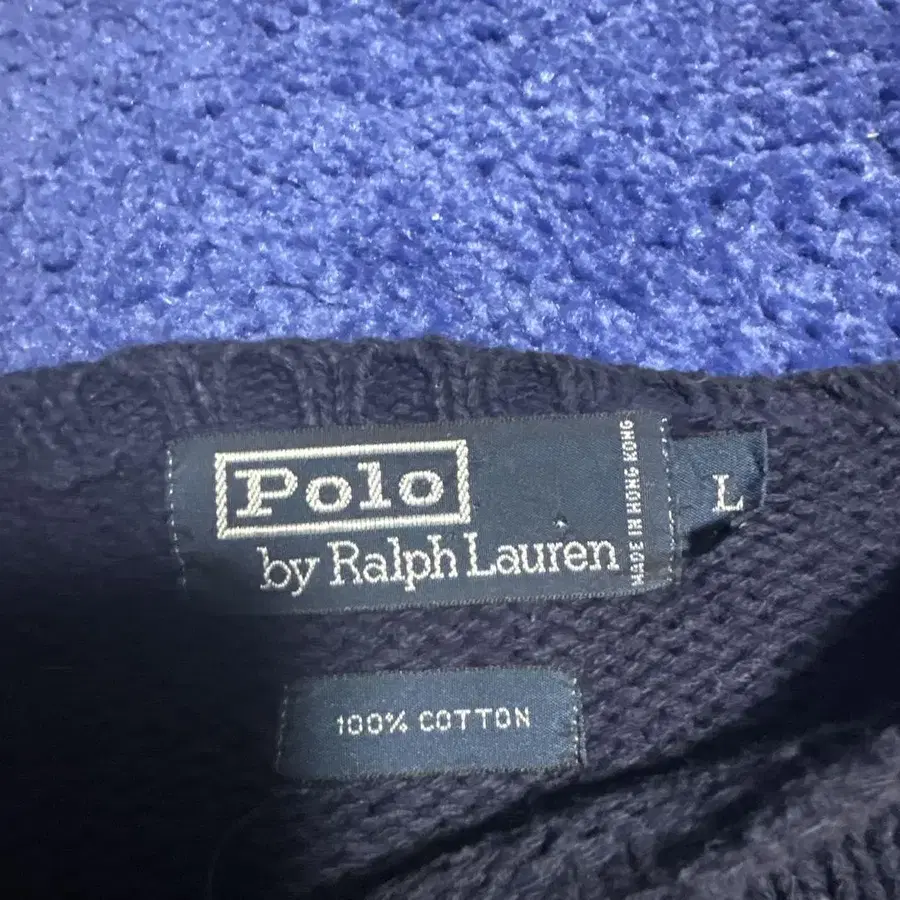 Polo
by Ralph Lauren
MADE IN HONG KONG
L
100% COTTON